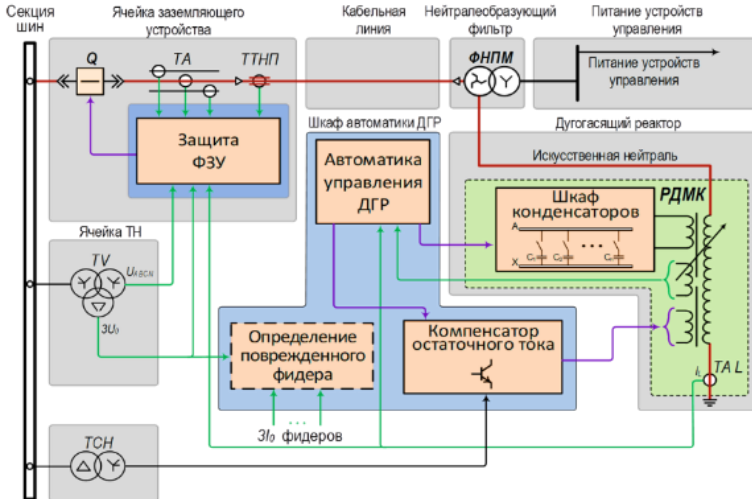 Секция
шин
Ячейка заземляющего
устройства
Кабельная
линия
Нейтралеобразующий
фильтр
Питание устройств
управления
Q
TA
ТТНП
ФНПМ
Питание устройств
управления
Защита
ФЗУ
Шкаф автоматики ДГР
Автоматика
управления
ДГР
Дугогасящий реактор
Искусственная нейтраль
РДМК
Шкаф
конденсаторов
A
X
C1
C2
...
Cn
Ячейка ТН
TV
UABCN
3U0
Определение
поврежденного
фидера
Компенсатор
остаточного тока
...
3I0 фидеров
IL
TA L
ТСН